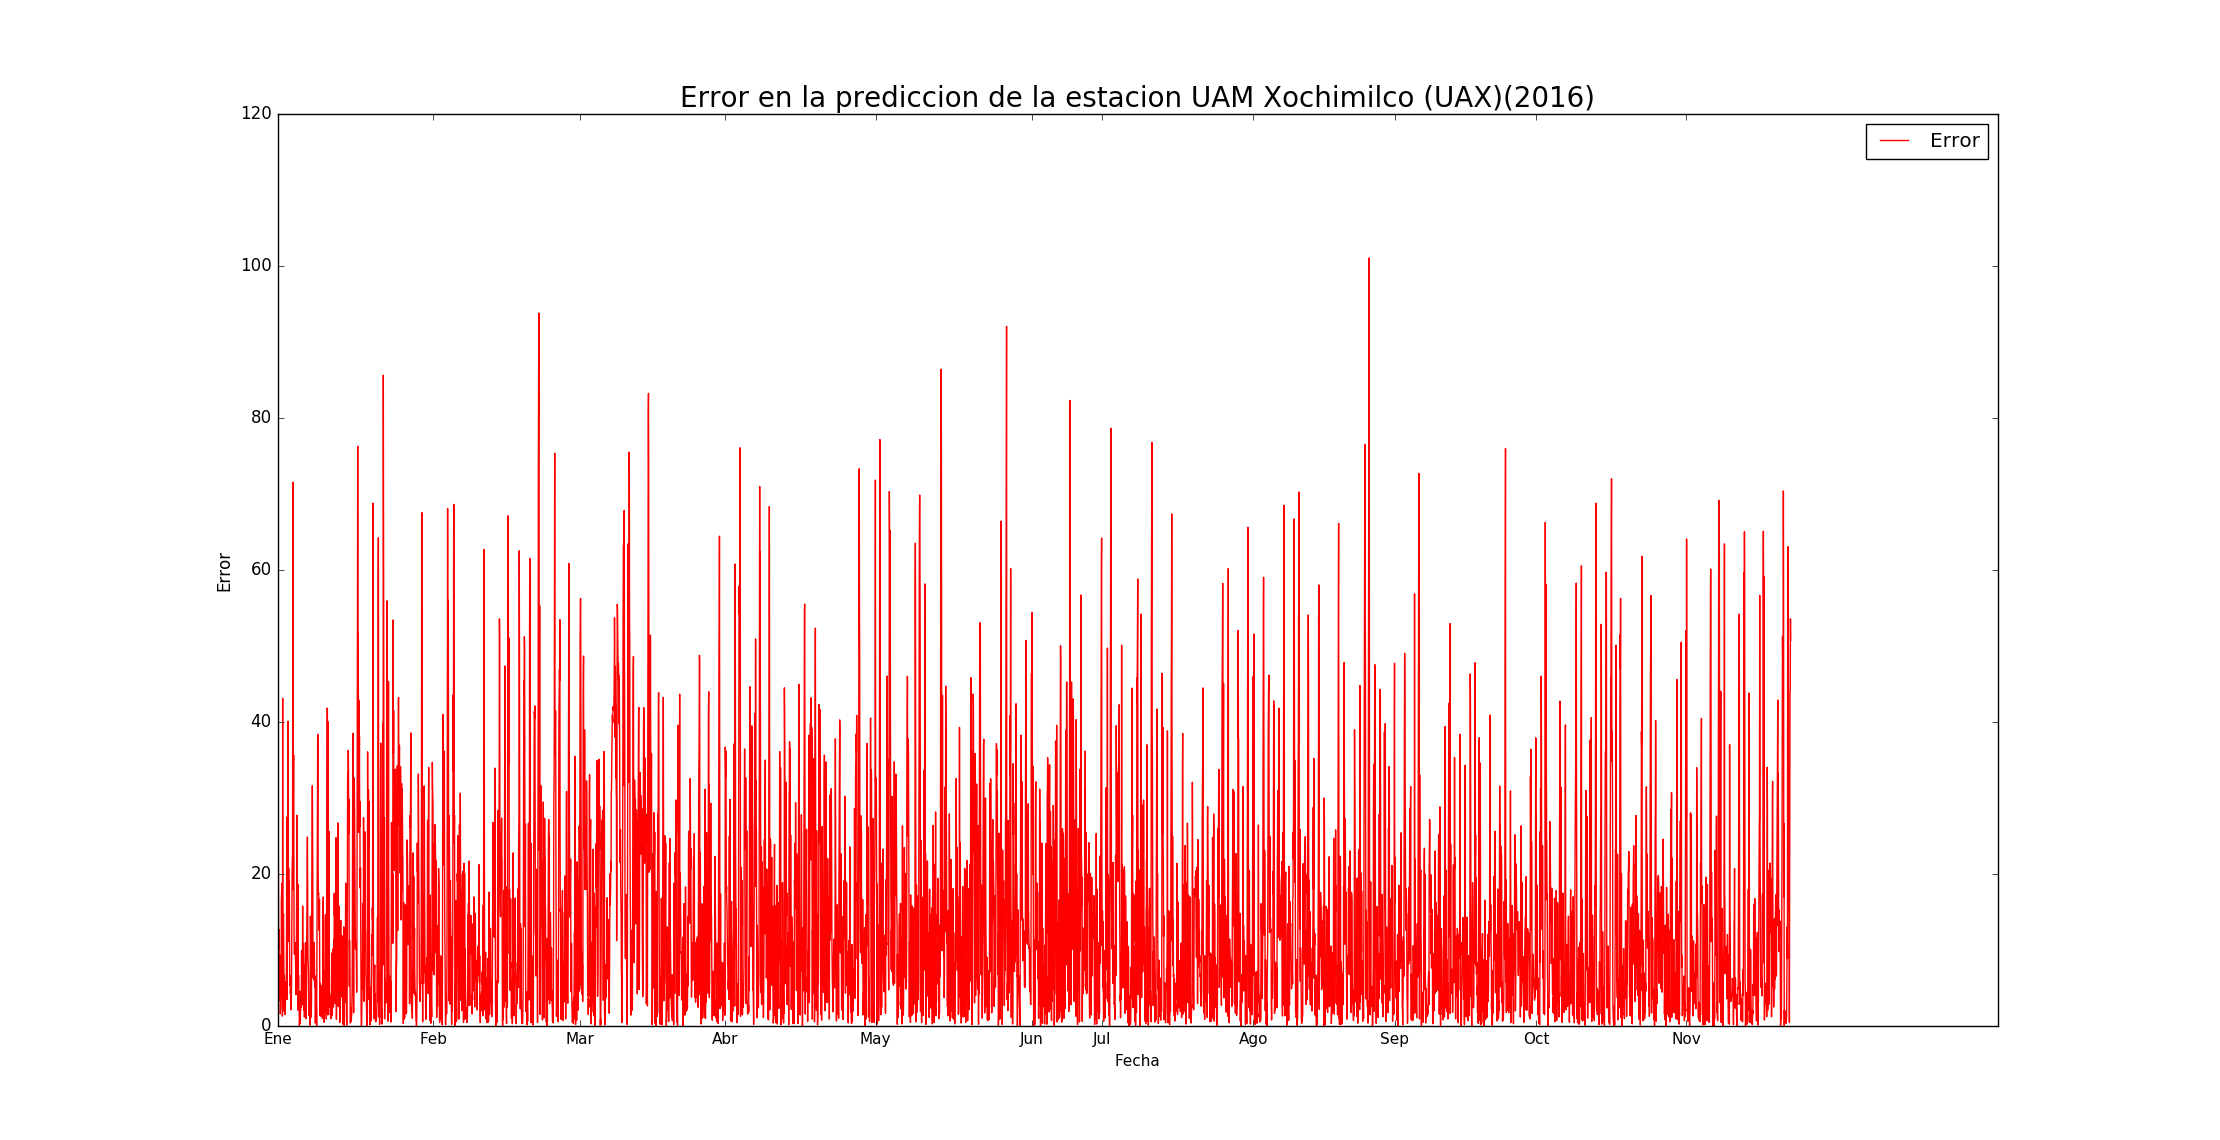 Error en la prediccion de la estacion UAM Xochimilco (UAX)(2016)
120
Error
100
80
60
40
20
0
Error
Ene Feb Mar Abr May Jun Jul Ago Sep Oct Nov
Fecha